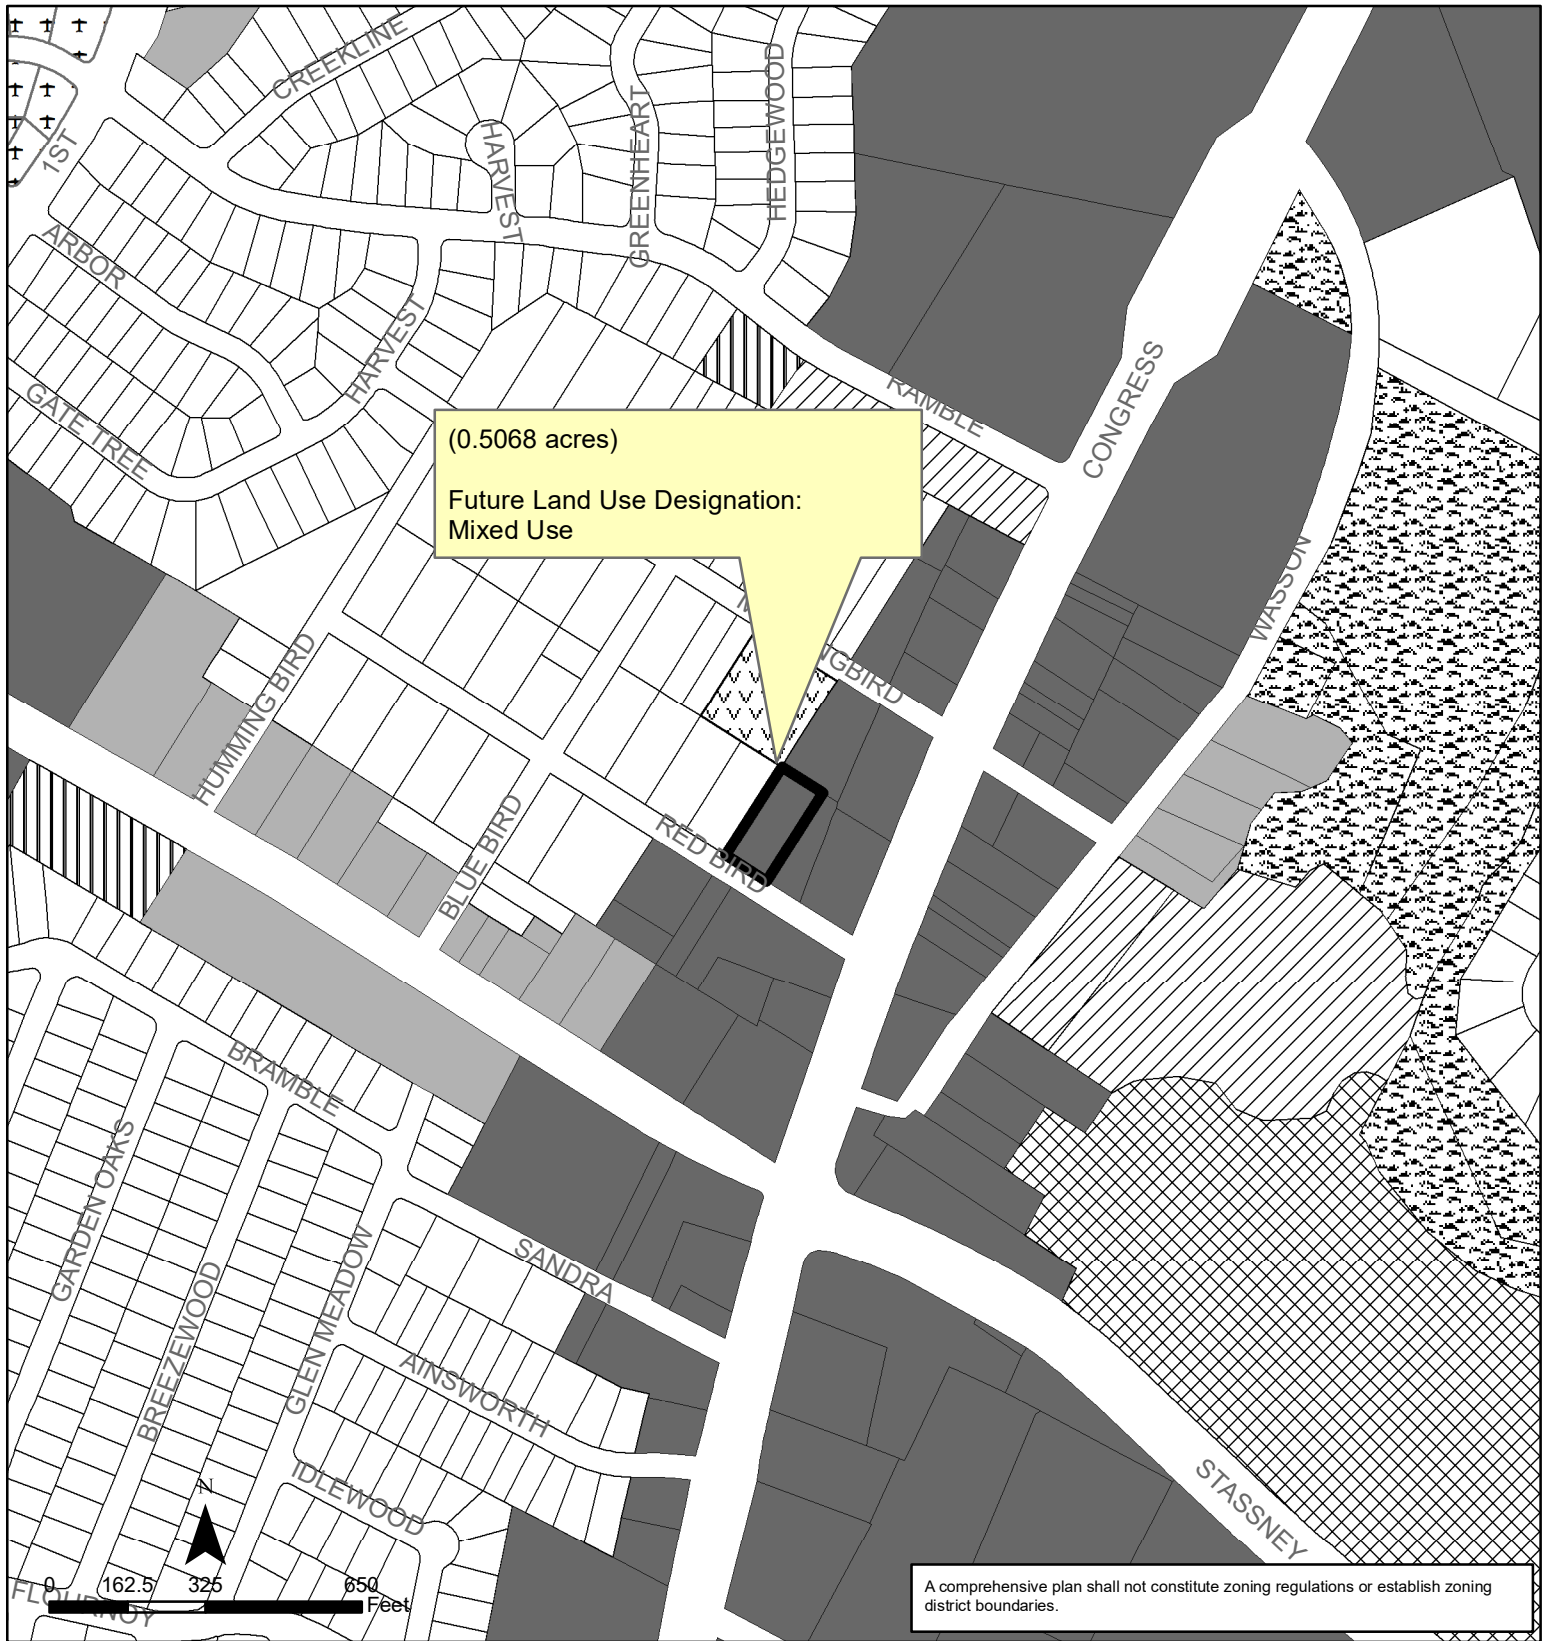 CREEKLINE
HEDGEWOOD
GREENHEART
HARVEST
1ST
ARBOR
HARVEST
GATE TREE
RAMBLE
CONGRESS
WASSON
(0.5068 acres)
Future Land Use Designation:
Mixed Use
NGBIRD
HUMMING BIRD
BLUE BIRD
RED BIRD
BRAMBLE
GARDEN OAKS
BREEZEWOOD
GLEN MEADOW
SANDRA
AINSWORTH
IDLEWOOD
STASSNEY
N
0 162.5 325 650
Feet
FLOURNOY
A comprehensive plan shall not constitute zoning regulations or establish zoning
district boundaries.